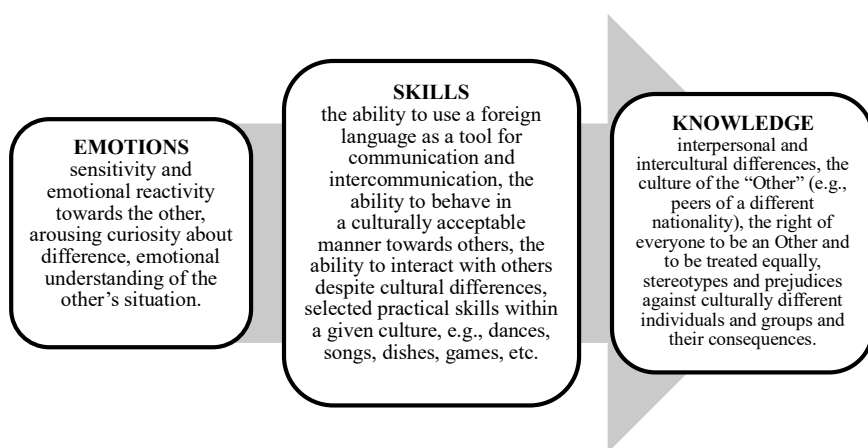 EMOTIONS
sensitivity and
emotional reactivity
towards the other,
arousing curiosity about
difference, emotional
understanding of the
other’s situation.
SKILLS
the ability to use a foreign
language as a tool for
communication and
intercommunication, the
ability to behave in
a culturally acceptable
manner towards others, the
ability to interact with others
despite cultural differences,
selected practical skills within
a given culture, e.g., dances,
songs, dishes, games, etc.
KNOWLEDGE
interpersonal and
intercultural differences, the
culture of the “Other” (e.g.,
peers of a different
nationality), the right of
everyone to be an Other and
to be treated equally,
stereotypes and prejudices
against culturally different
individuals and groups and
their consequences.